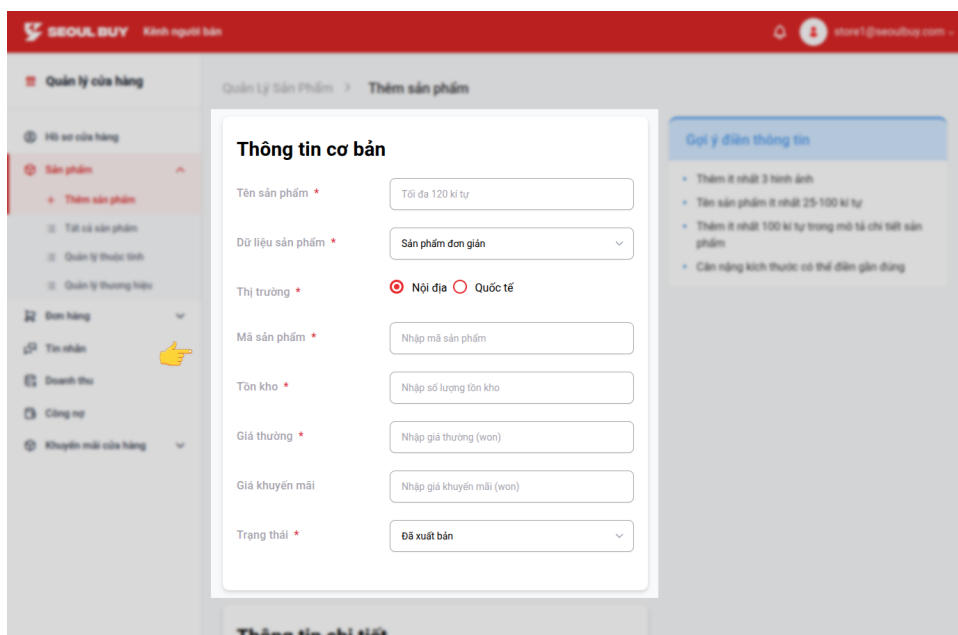 SEOUL BUY Kênh người bán
store1@seoulbuy.com
Quản lý cửa hàng
Quản Lý Sản Phẩm > Thêm sản phẩm
Hồ sơ cửa hàng
Sản phẩm
+ Thêm sản phẩm
Tất cả sản phẩm
Quản lý thuộc tính
Quản lý thương hiệu
Đơn hàng
Tin nhắn
Doanh thu
Công nợ
Khuyến mãi cửa hàng
Thông tin cơ bản
Tên sản phẩm *
Tối đa 120 kí tự
Dữ liệu sản phẩm *
Sản phẩm đơn giản
Thị trường *
Nội địa Quốc tế
Mã sản phẩm *
Nhập mã sản phẩm
Tồn kho *
Nhập số lượng tồn kho
Giá thường *
Nhập giá thường (won)
Giá khuyến mãi
Nhập giá khuyến mãi (won)
Trạng thái *
Đã xuất bản
Thông tin chi tiết
Gợi ý điền thông tin
• Thêm ít nhất 3 hình ảnh
• Tên sản phẩm ít nhất 25-100 kí tự
• Thêm ít nhất 100 kí tự trong mô tả chi tiết sản
phẩm
• Cân nặng kích thước có thể điền gần đúng